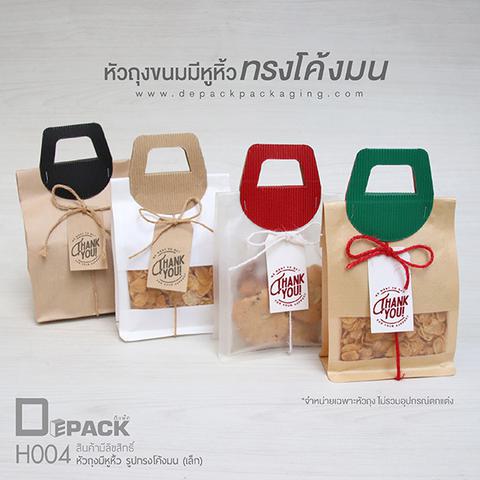 หัวถุงขนมมีหูหิ้ว ทรงโค้งมน
www.depackpackaging.com
THANK YOU!
THANK YOU!
THANK YOU!
THANK YOU!
*จำหน่ายเฉพาะหัวถุง ไม่รวมอุปกรณ์ตกแต่ง
DEPACK
ดีแพ็ค
สินค้ามีลิขสิทธิ์
H004 หัวถุงมีหูหิ้ว รูปทรงโค้งมน (เล็ก)